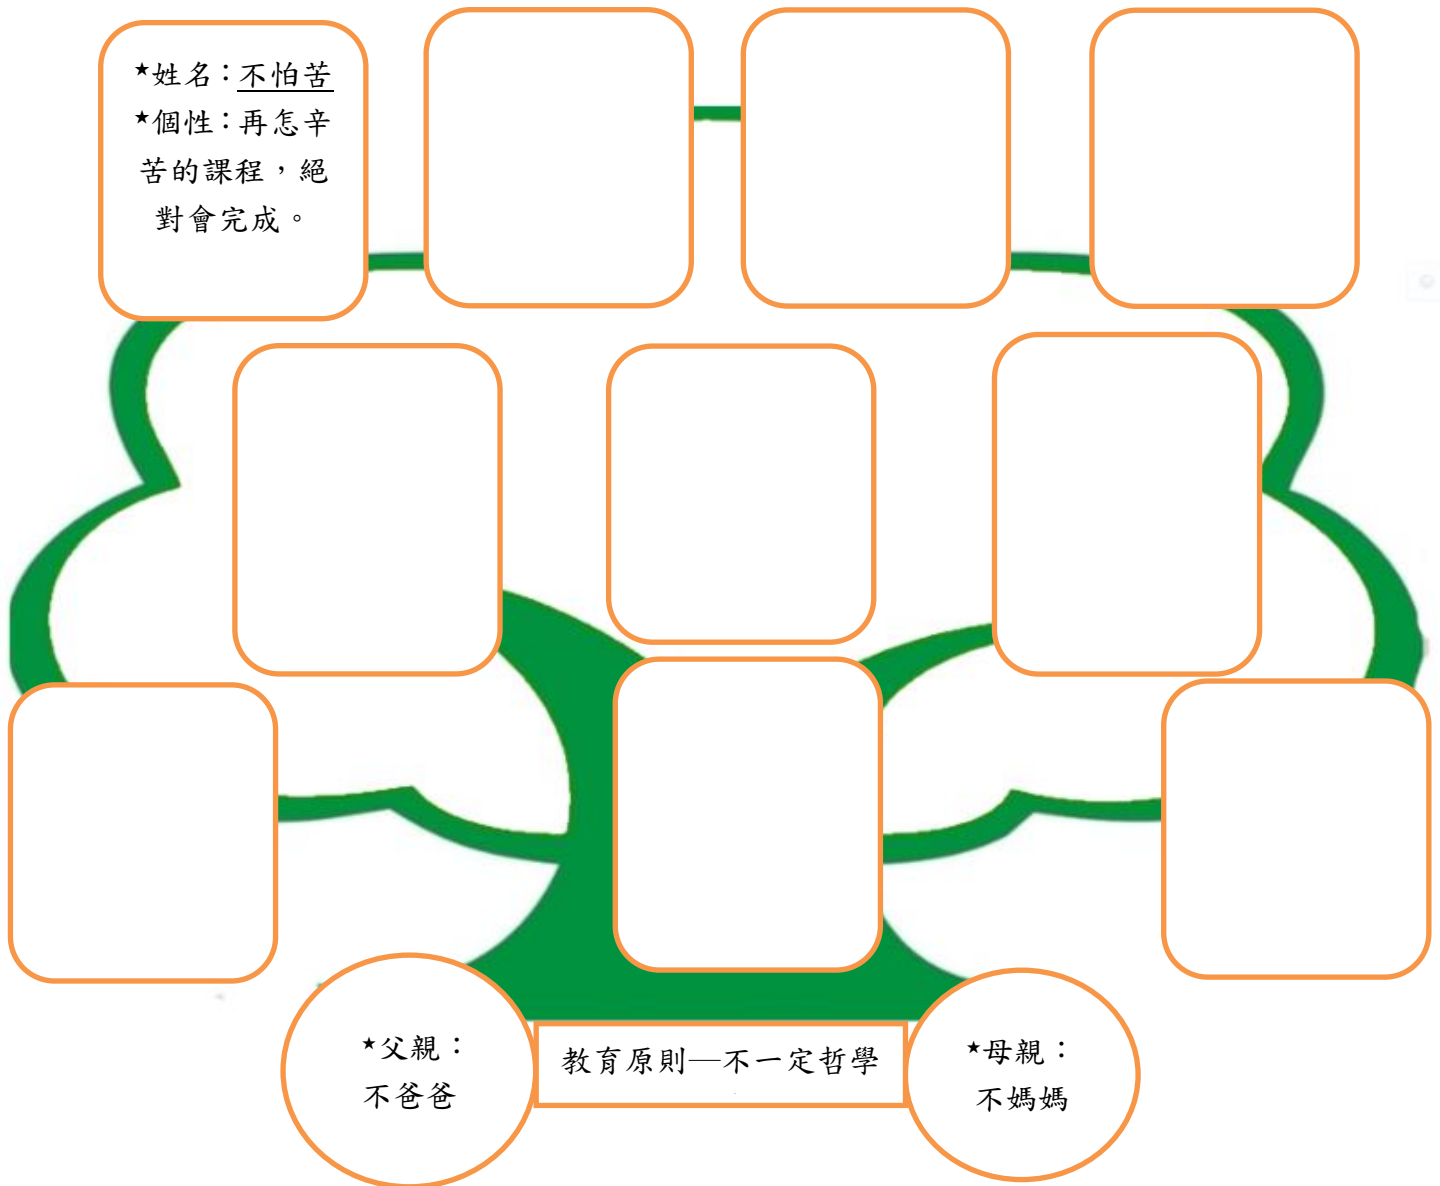 ★姓名：不怕苦
★個性：再怎辛
苦的課程，絕
對會完成。
★父親：
不爸爸
教育原則—不一定哲學
★母親：
不媽媽